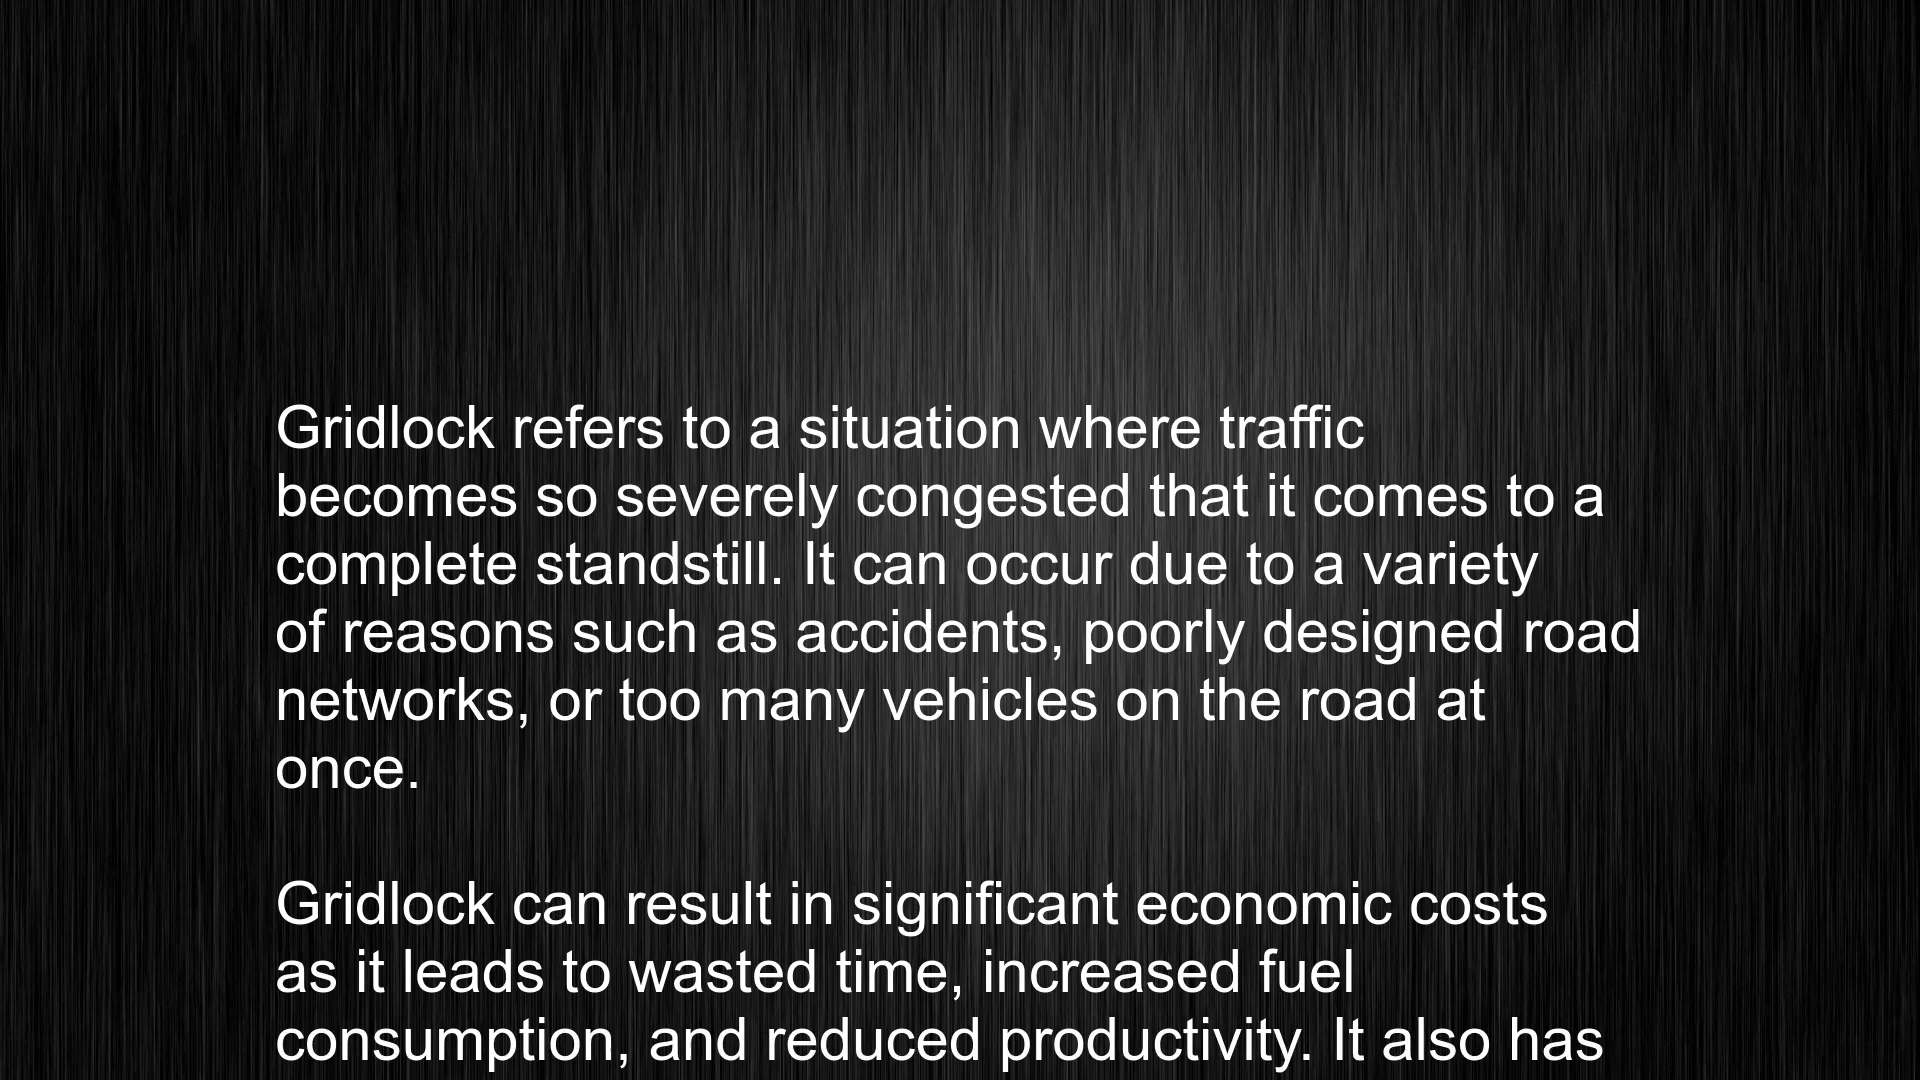 Gridlock refers to a situation where traffic
becomes so severely congested that it comes to a
complete standstill. It can occur due to a variety
of reasons such as accidents, poorly designed road
networks, or too many vehicles on the road at
once.
Gridlock can result in significant economic costs
as it leads to wasted time, increased fuel
consumption, and reduced productivity. It also has